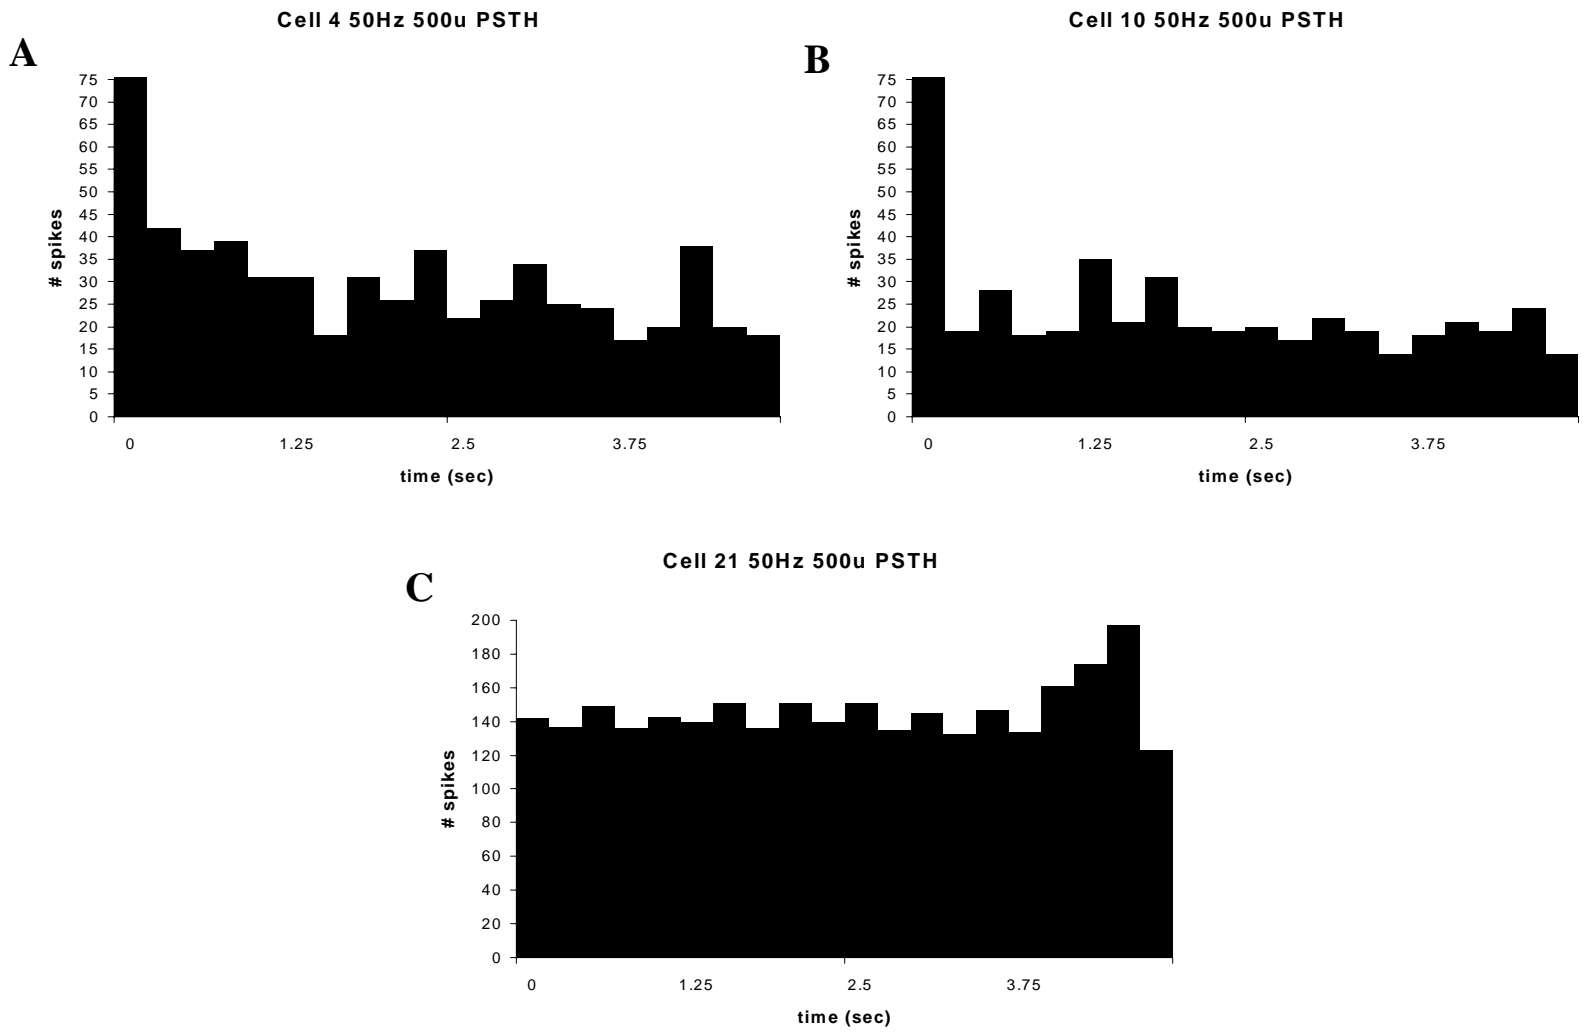 Cell 4 50Hz 500u PSTH
A
75
70
65
60
55
50
45
40
35
30
25
20
15
10
5
0
# spikes
0 1.25 2.5 3.75
time (sec)
Cell 10 50Hz 500u PSTH
B
75
70
65
60
55
50
45
40
35
30
25
20
15
10
5
0
# spikes
0 1.25 2.5 3.75
time (sec)
Cell 21 50Hz 500u PSTH
C
200
180
160
140
120
100
80
60
40
20
0
# spikes
0 1.25 2.5 3.75
time (sec)